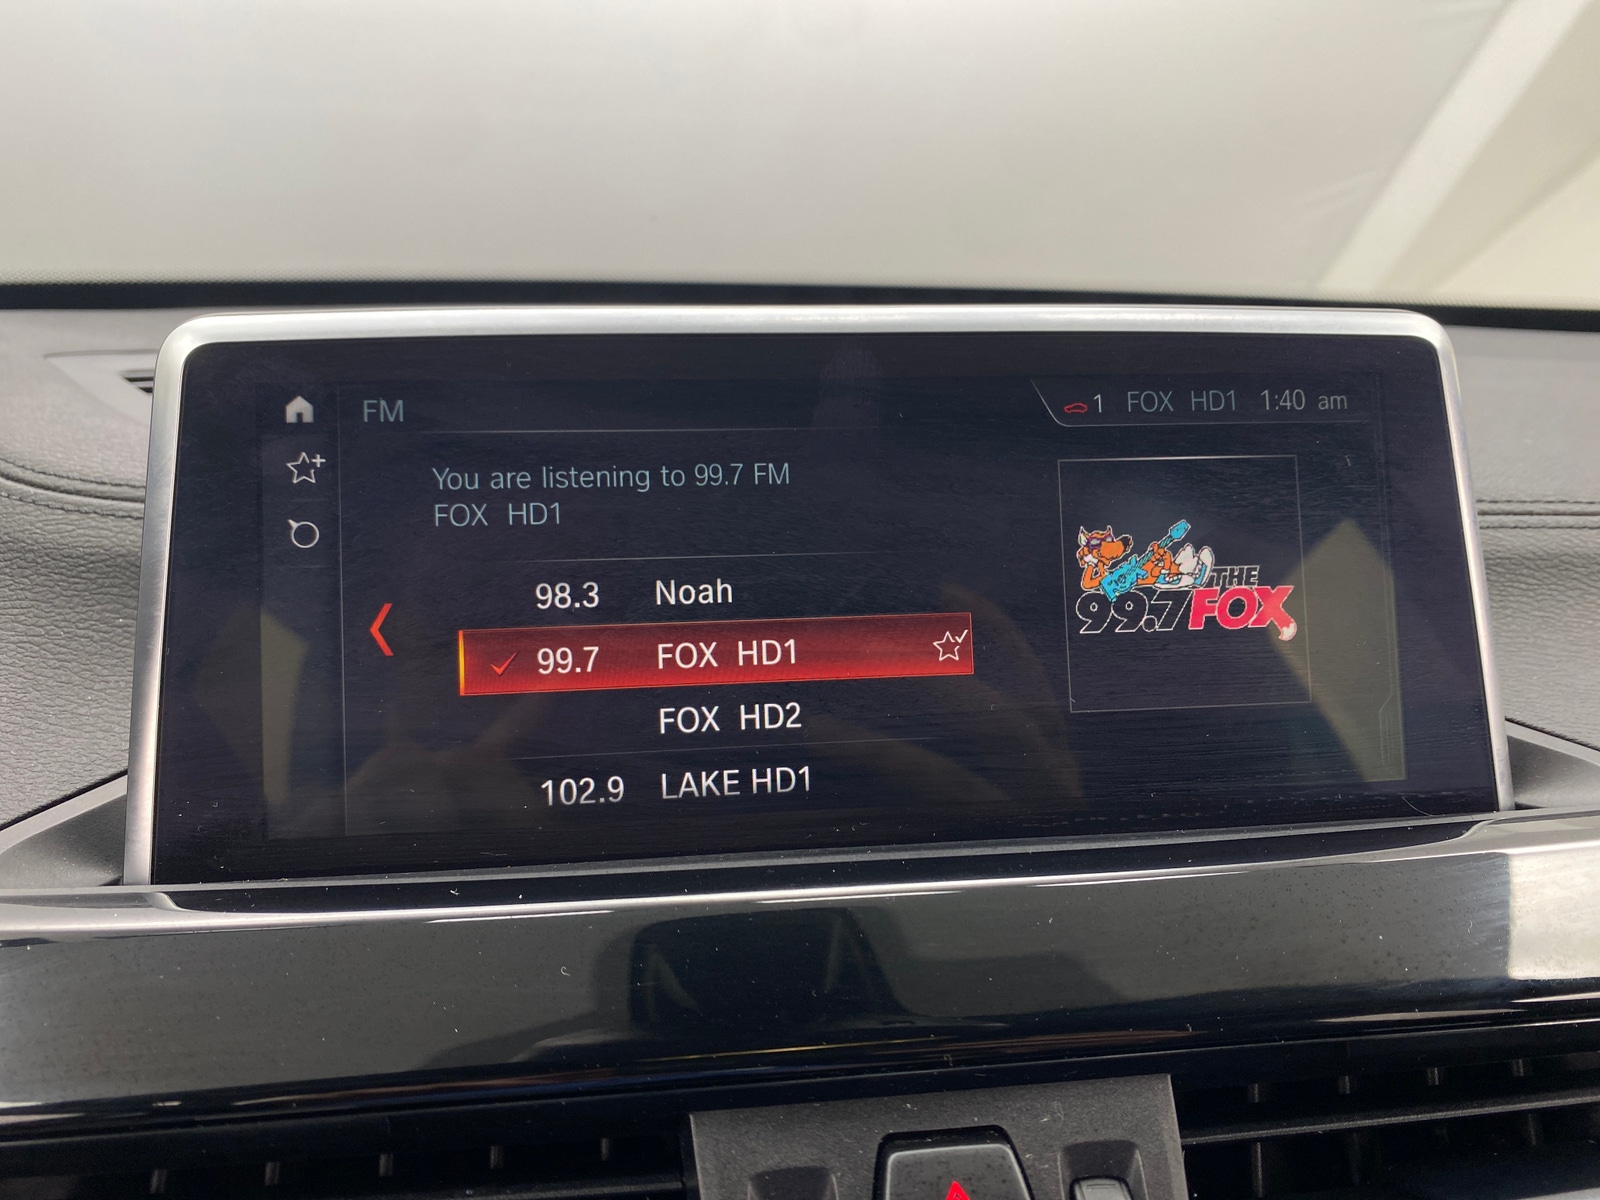 FM
1 FOX HD1 1:40 am
You are listening to 99.7 FM
FOX HD1
98.3 Noah
99.7 FOX HD1
FOX HD2
102.9 LAKE HD1
THE
99.7 FOX